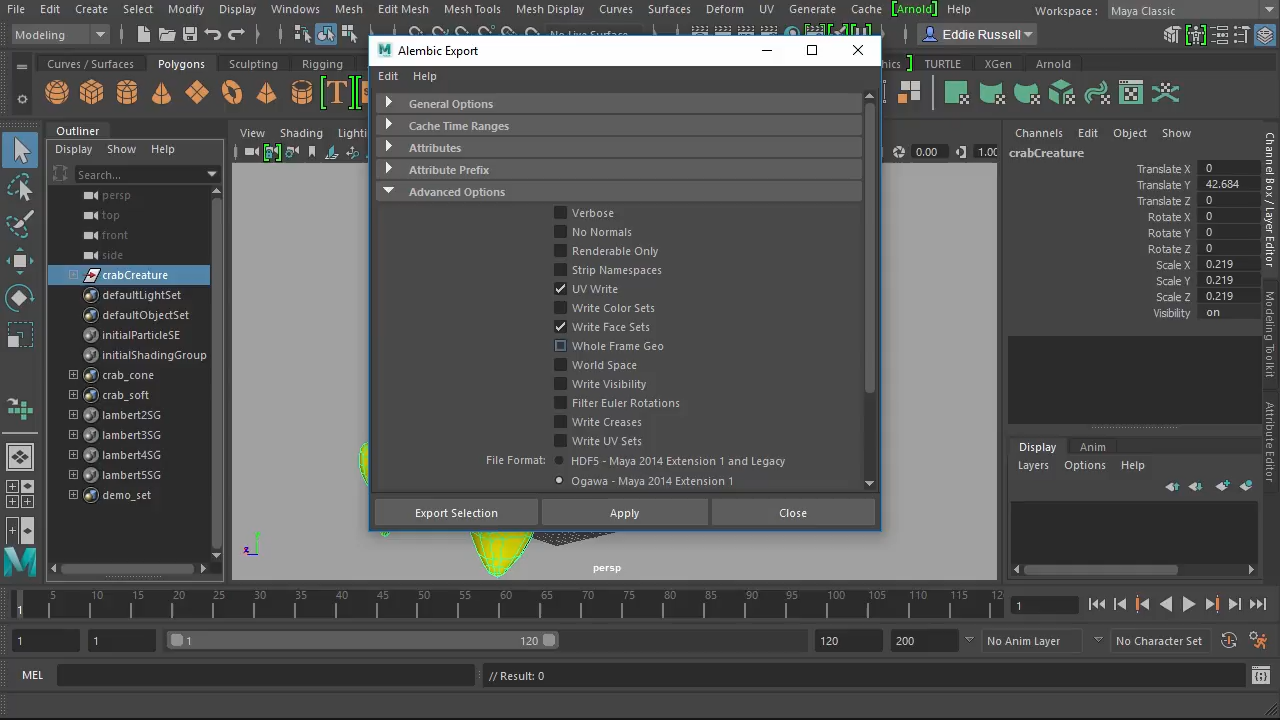 File Edit Create Select Modify Display Windows Mesh Edit Mesh Mesh Tools Mesh Display Curves Surfaces Deform UV Generate Cache [Arnold] Help Workspace : Maya Classic
Modeling No Live Surface Eddie Russell
Alembic Export
Edit Help
Curves / Surfaces Polygons Sculpting Rigging TURTLE XGen Arnold
T
General Options
Cache Time Ranges
Attributes
Attribute Prefix
Advanced Options
Verbose
No Normals
Renderable Only
Strip Namespaces
UV Write
Write Color Sets
Write Face Sets
Whole Frame Geo
World Space
Write Visibility
Filter Euler Rotations
Write Creases
Write UV Sets
File Format: HDF5 - Maya 2014 Extension 1 and Legacy
Ogawa - Maya 2014 Extension 1
Export Selection Apply Close
Outliner
Display Show Help
Search...
persp
top
front
side
crabCreature
defaultLightSet
defaultObjectSet
initialParticleSE
initialShadingGroup
crab_cone
crab_soft
lambert2SG
lambert3SG
lambert4SG
lambert5SG
demo_set
View Shading
0.00
persp
Channels Edit Object Show
crabCreature
Translate X 0
Translate Y 42.684
Translate Z 0
Rotate X 0
Rotate Y 0
Rotate Z 0
Scale X 0.219
Scale Y 0.219
Scale Z 0.219
Visibility on
Channel Box / Layer Editor
Modeling Toolkit
Attribute Editor
Display Anim
Layers Options Help
5 10 15 20 25 30 35 40 45 50 55 60 65 70 75 80 85 90 95 100 105 110 115
1 1
1 1 1 120 120 200 No Anim Layer No Character Set
MEL // Result: 0